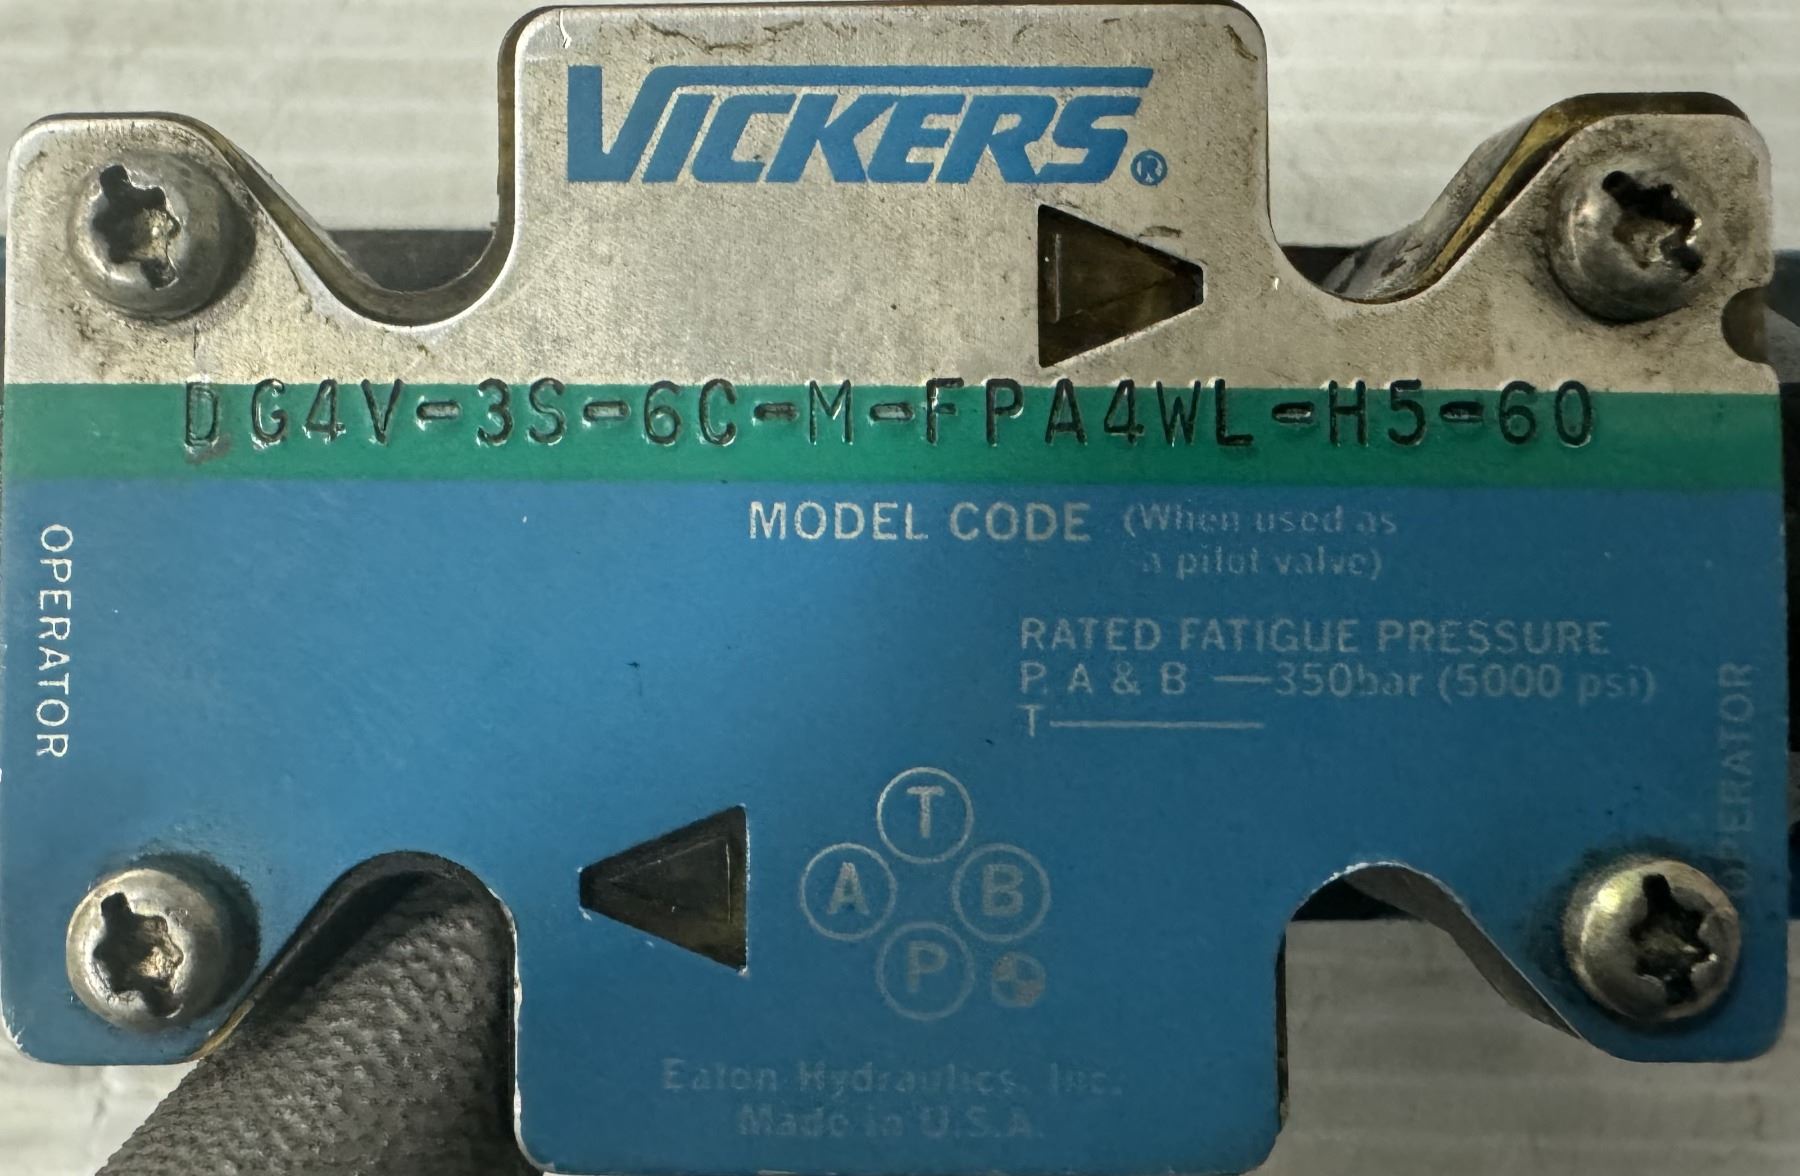 VICKERS®
DG4V-3S-6C-M-FPA4WL-H5-60
MODEL CODE (When used as
a pilot valve)
OPERATOR
RATED FATIGUE PRESSURE
P, A & B —350bar (5000 psi)
T
OPERATOR
OPERATOR
T
A B
P
Eaton Hydraulics, Inc.
Made in U.S.A.